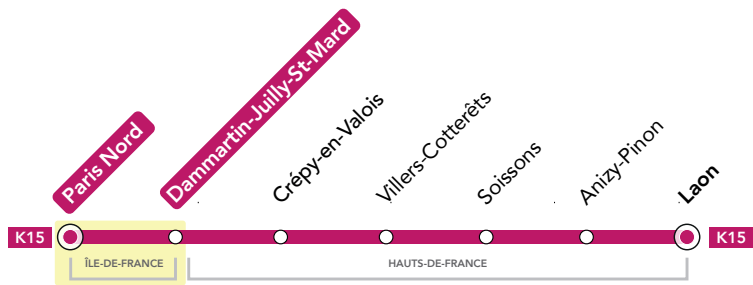 Paris Nord
Dammartin-Juilly-St-Mard
Crépy-en-Valois
Villers-Cotterêts
Soissons
Anizy-Pinon
Laon
K15
K15
ÎLE-DE-FRANCE
HAUTS-DE-FRANCE